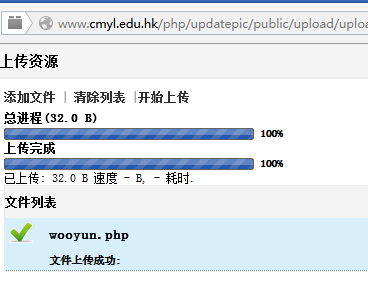 www.cmyl.edu.hk/php/updatepic/public/upload/uploa
上传资源
添加文件 | 清除列表 |开始上传
总进程(32.0 B)
100%
上传完成
100%
已上传: 32.0 B 速度 - B, - 耗时.
文件列表
wooyun.php
文件上传成功: